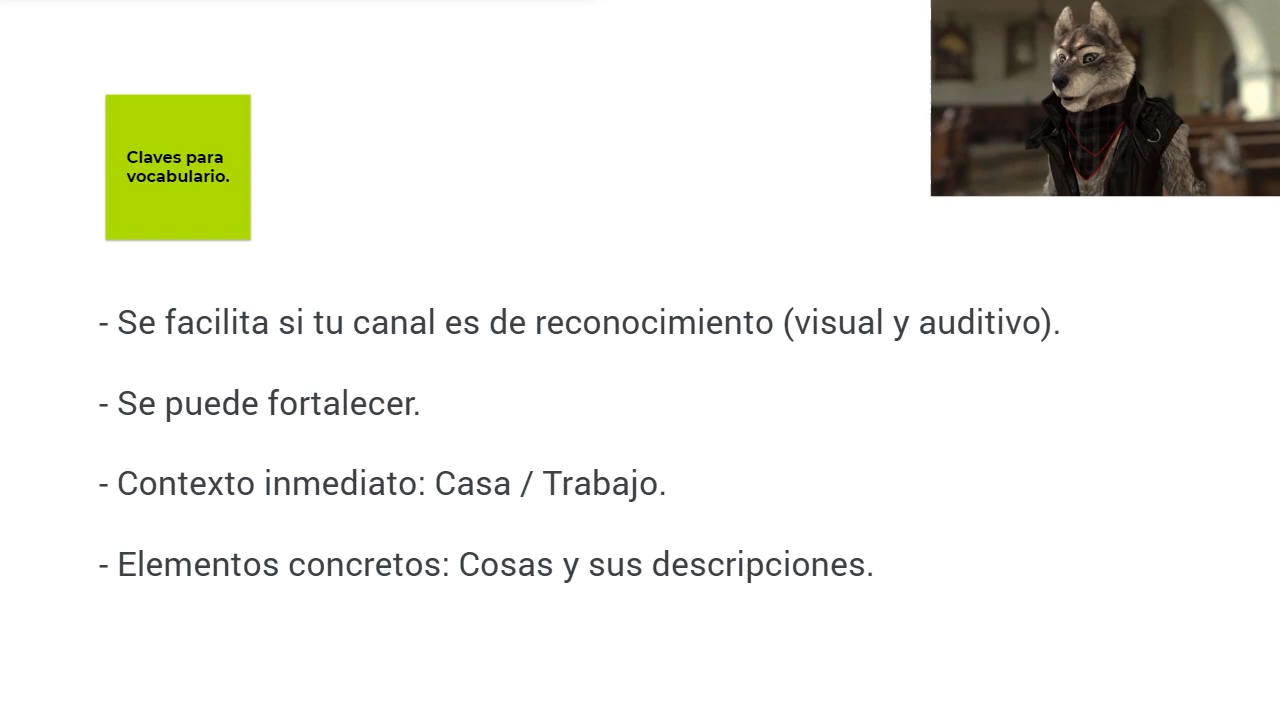 Claves para
vocabulario.
- Se facilita si tu canal es de reconocimiento (visual y auditivo).
- Se puede fortalecer.
- Contexto inmediato: Casa / Trabajo.
- Elementos concretos: Cosas y sus descripciones.